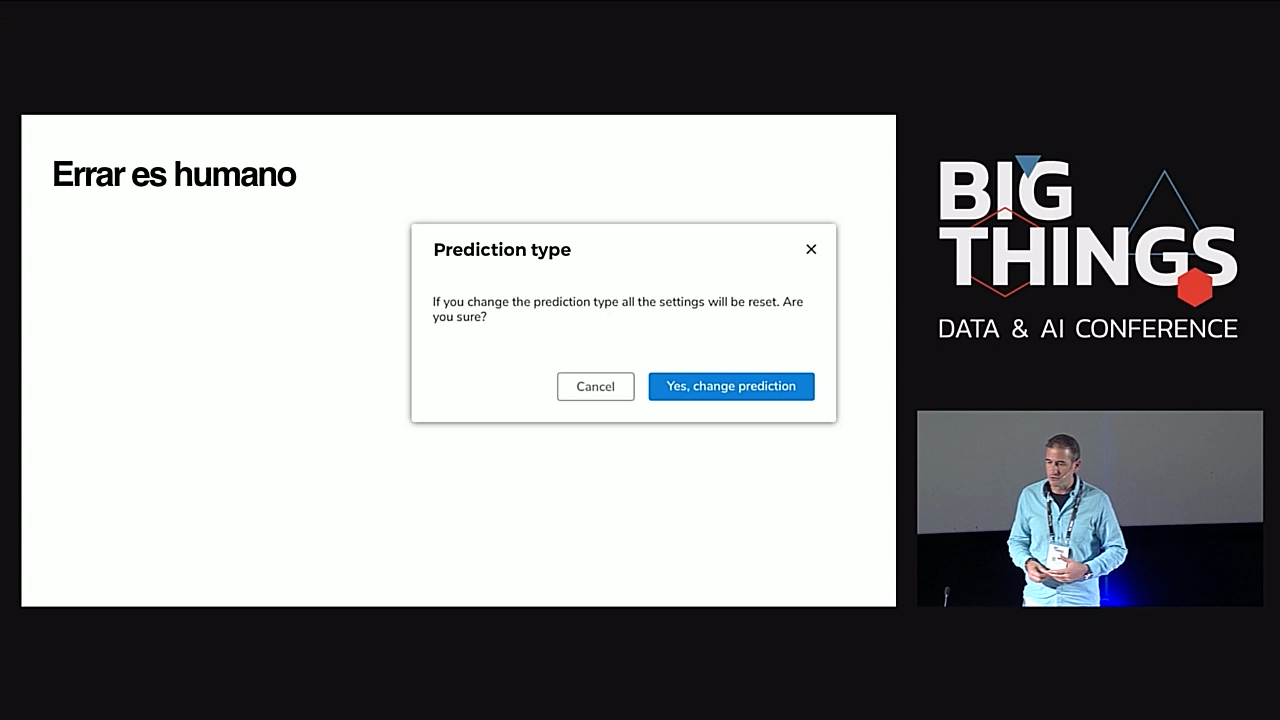 Errar es humano
Prediction type
If you change the prediction type all the settings will be reset. Are
you sure?
Cancel
Yes, change prediction
BIG
THINGS
DATA & AI CONFERENCE